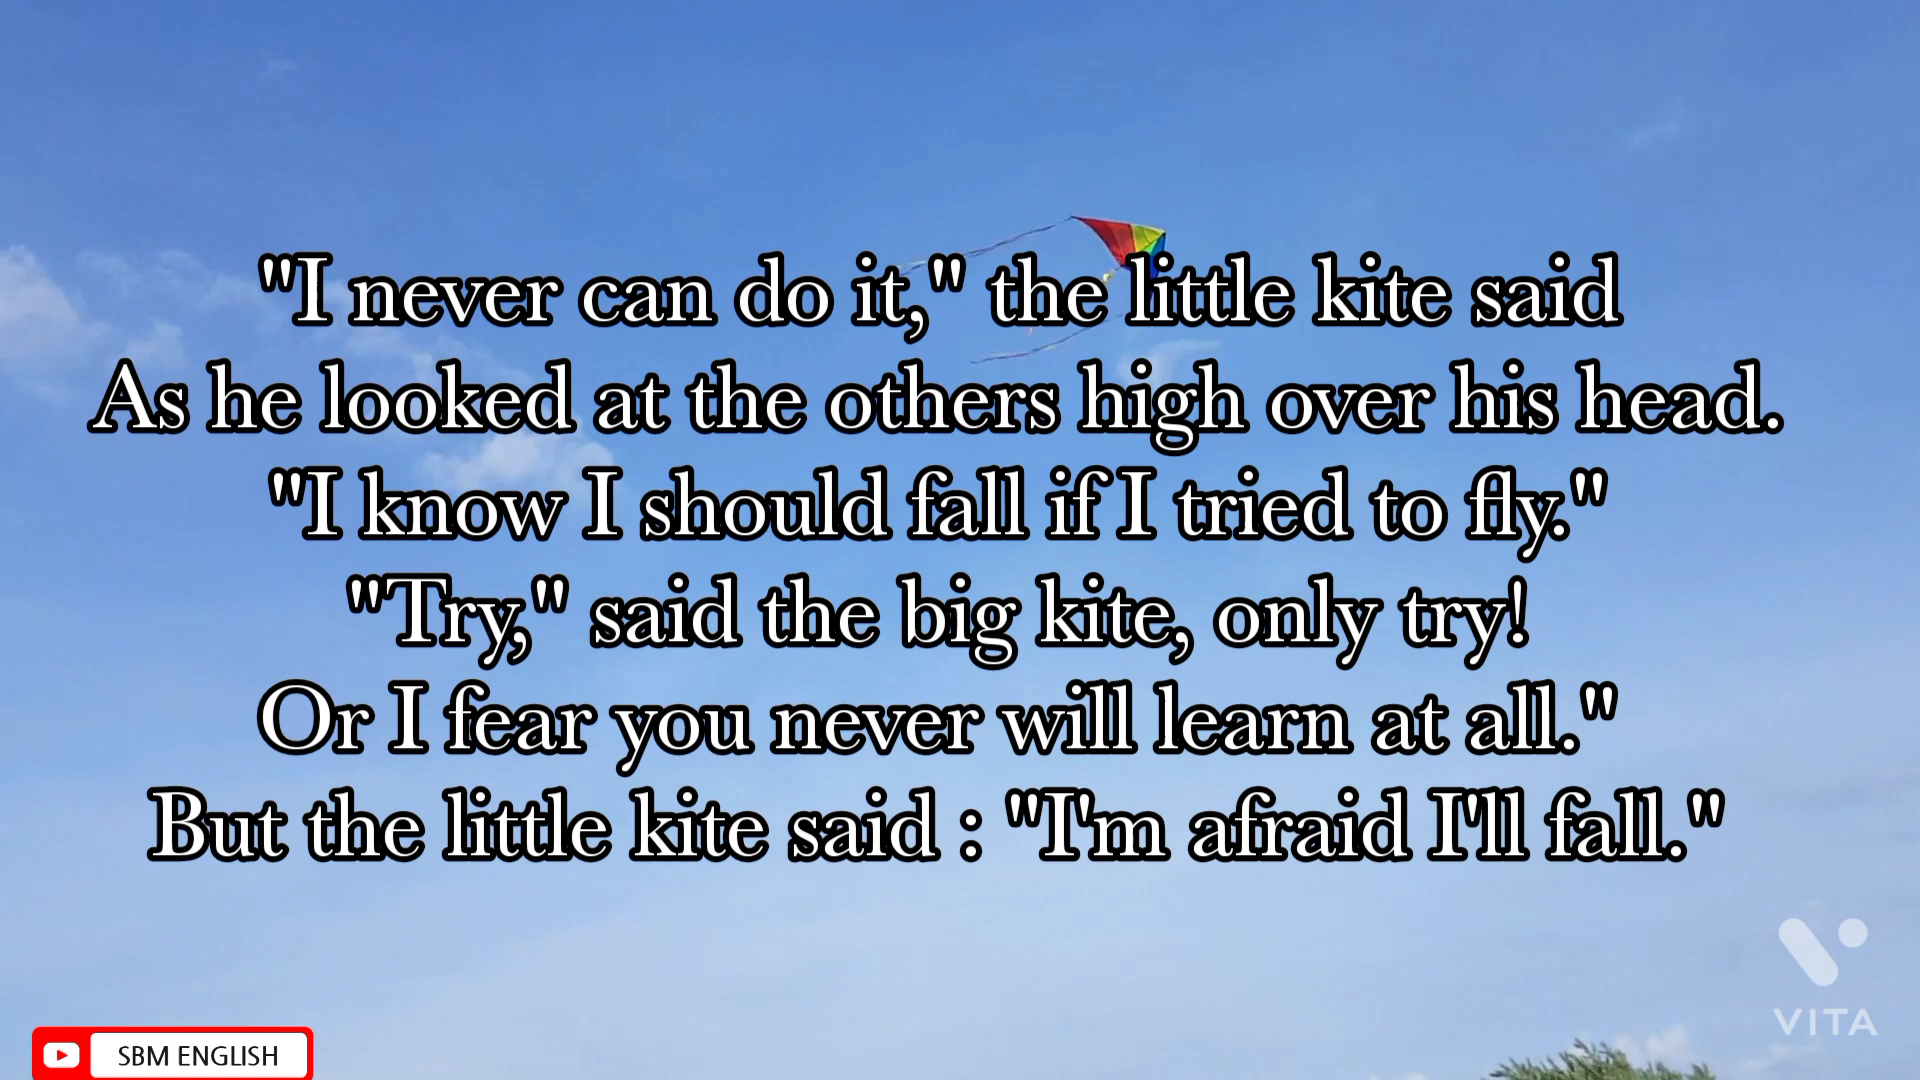 "I never can do it," the little kite said
As he looked at the others high over his head.
"I know I should fall if I tried to fly."
"Try," said the big kite, only try!
Or I fear you never will learn at all."
But the little kite said : "I'm afraid I'll fall."
VITA
SBM ENGLISH